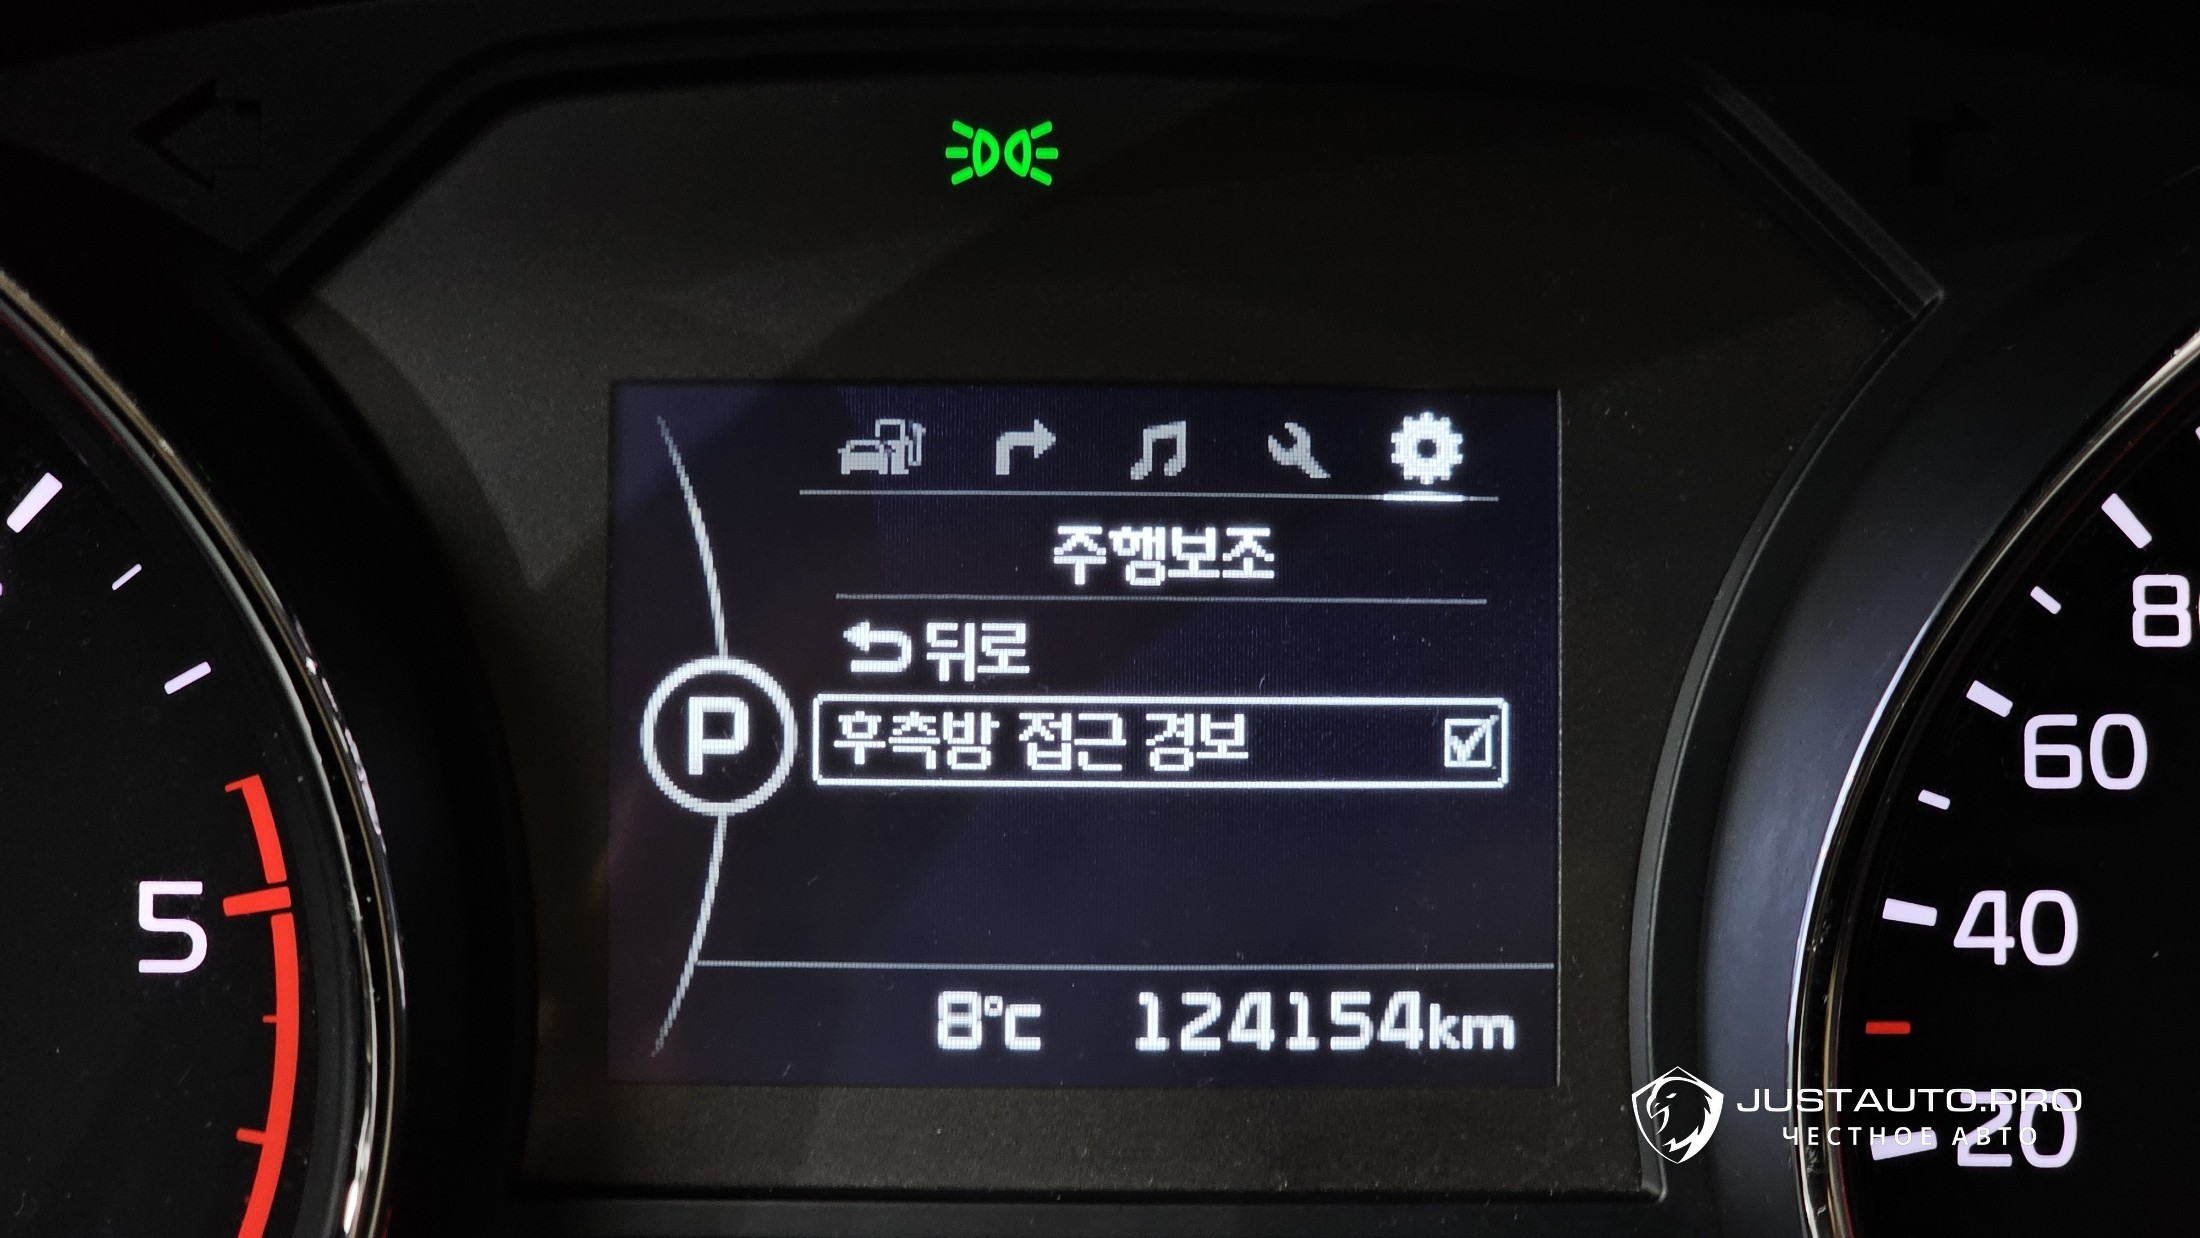 주행보조
뒤로
P
후측방 접근 경보
8°C 124154km
5
80
60
40
20
JUSTAUTO.PRO
ЧЕСТНОЕ АВТО